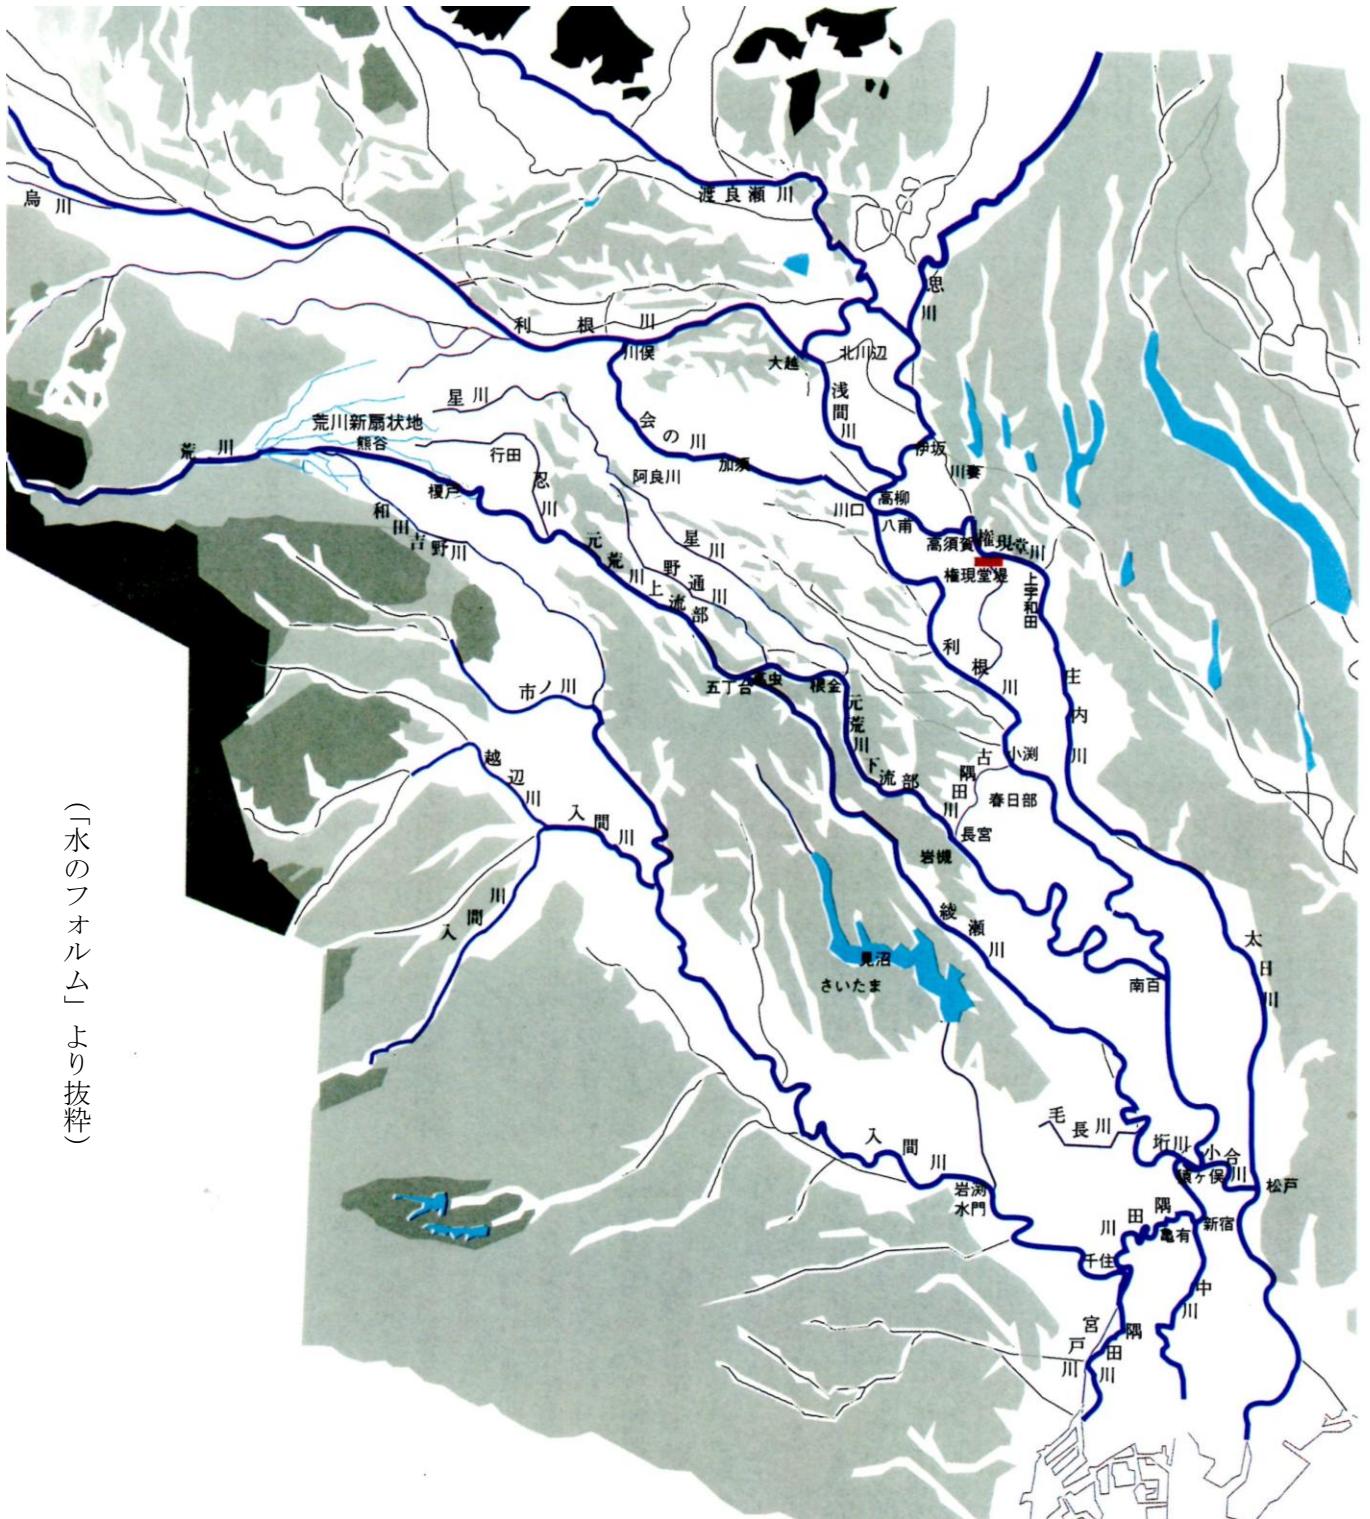 烏川
渡良瀬川
思川
利根川
川俣
大越
北川辺
浅間川
星川
会の川
荒川新扇状地
熊谷
荒川
行田
忍川
榎戸
阿良川
加須
伊坂
川妻
高柳
川口
八甫
高須賀
権現堂川
権現堂堤
上宇和田
和田吉野川
元荒川上流部
星川
野通川
利根川
庄内川
市ノ川
五丁台
高虫
根金
元荒川下流部
古隅田川
小渕
春日部
長宮
岩槻
越辺川
入間川
入間川
綾瀬川
太日川
見沼
さいたま
南百
毛長川
垳川
小合川
猿ヶ俣
松戸
入間川
岩渕
水門
隅田川
亀有
新宿
千住
中川
宮戸川
隅田川
(「水のフォルム」より抜粋)